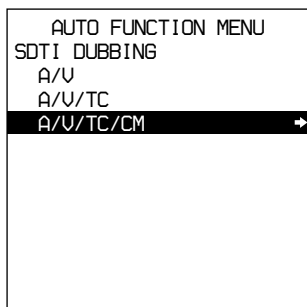 AUTO FUNCTION MENU
SDTI DUBBING
A/V
A/V/TC
A/V/TC/CM